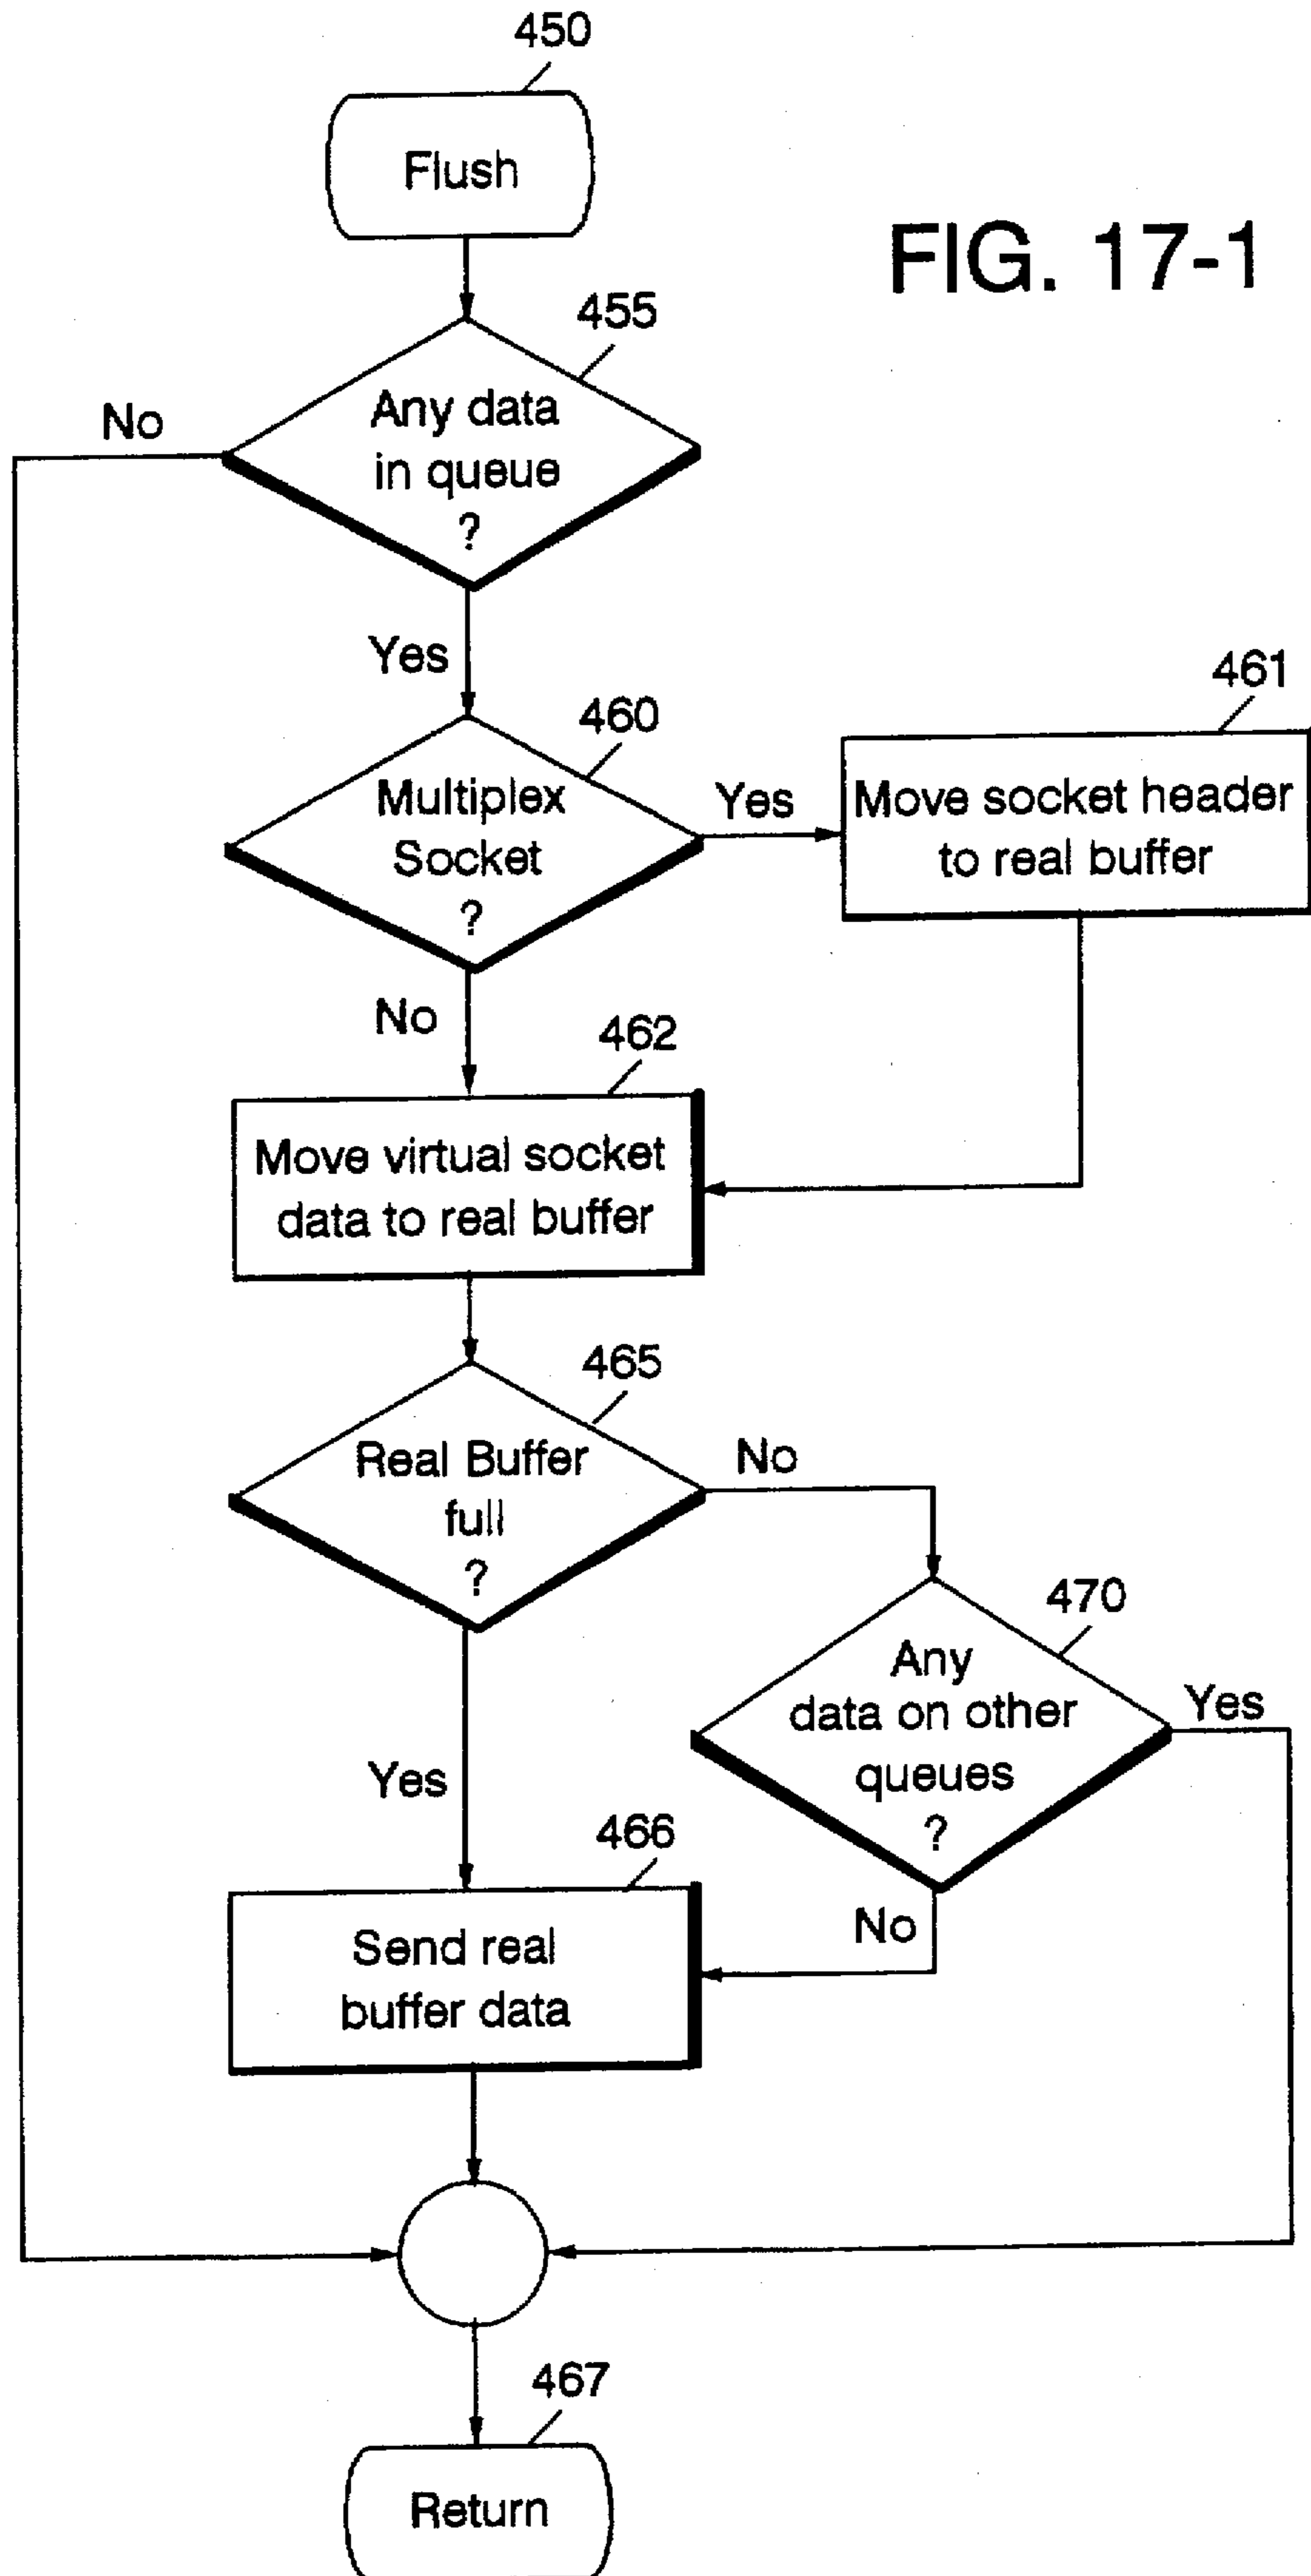 450
Flush
FIG. 17-1
455
Any data
in queue
?
No
Yes
460
Multiplex
Socket
?
Yes
461
Move socket header
to real buffer
No
462
Move virtual socket
data to real buffer
465
Real Buffer
full
?
No
470
Any
data on other
queues
?
Yes
Yes
466
Send real
buffer data
No
467
Return